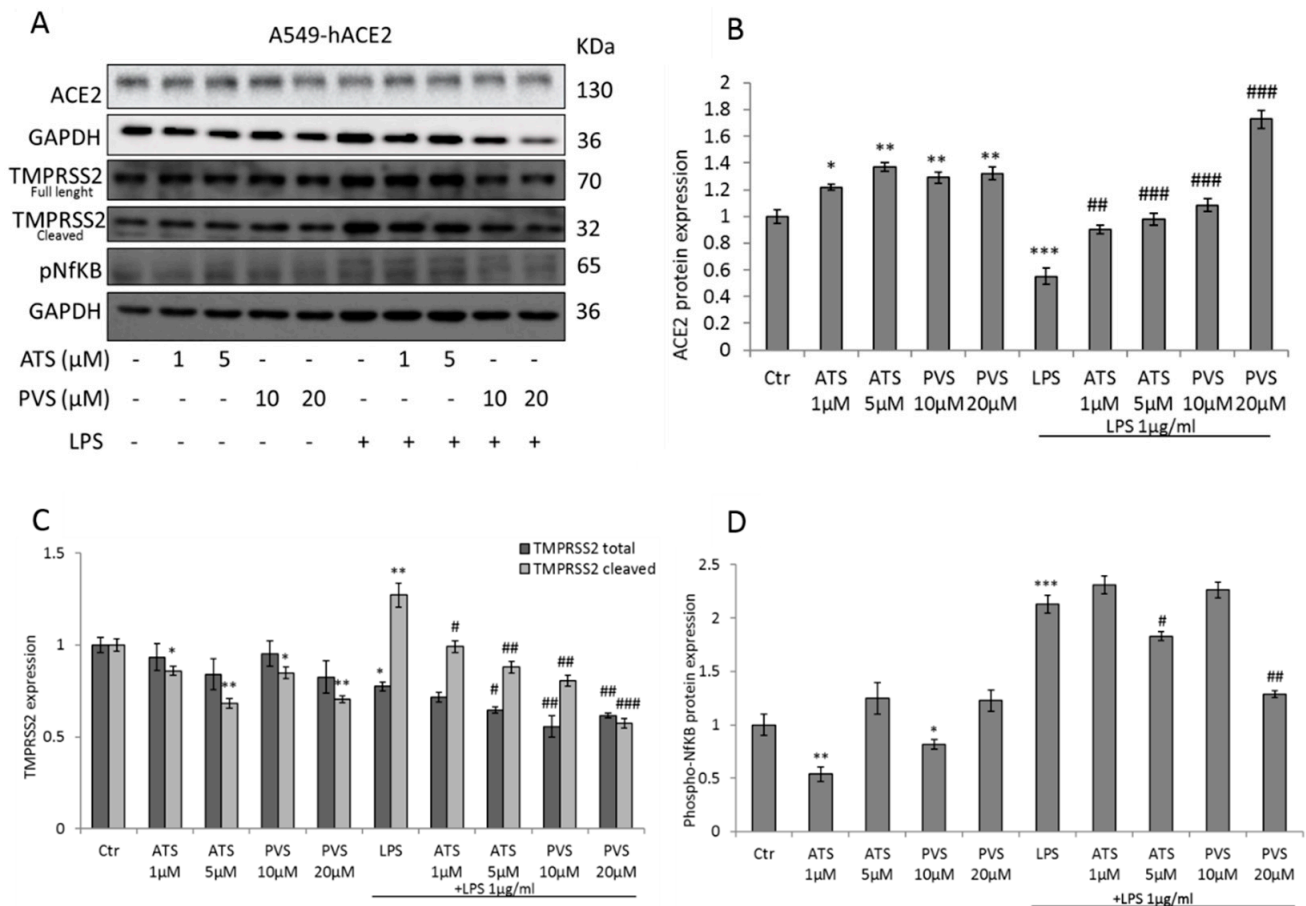 A
A549-hACE2
KDa
ACE2
130
GAPDH
36
TMPRSS2
Full lenght
70
TMPRSS2
Cleaved
32
pNfKB
65
GAPDH
36
ATS (µM) - 1 5 - - - 1 5 - -
PVS (µM) - - - 10 20 - - - 10 20
LPS - - - - - + + + + +
B
ACE2 protein expression
2
1.8
1.6
1.4
1.2
1
0.8
0.6
0.4
0.2
0
* ** ** ** *** ## ### ### ###
Ctr ATS ATS PVS PVS LPS ATS ATS PVS PVS
1µM 5µM 10µM 20µM 1µM 5µM 10µM 20µM
LPS 1µg/ml
C
TMPRSS2 total
TMPRSS2 cleaved
TMPRSS2 expression
1.5
1
0.5
0
* ** * ** * ** # # ## ## ## ## ###
Ctr ATS ATS PVS PVS LPS ATS ATS PVS PVS
1µM 5µM 10µM 20µM 1µM 5µM 10µM 20µM
+LPS 1µg/ml
D
Phospho-NfKB protein expression
2.5
2
1.5
1
0.5
0
** * *** # ##
Ctr ATS ATS PVS PVS LPS ATS ATS PVS PVS
1µM 5µM 10µM 20µM 1µM 5µM 10µM 20µM
+LPS 1µg/ml